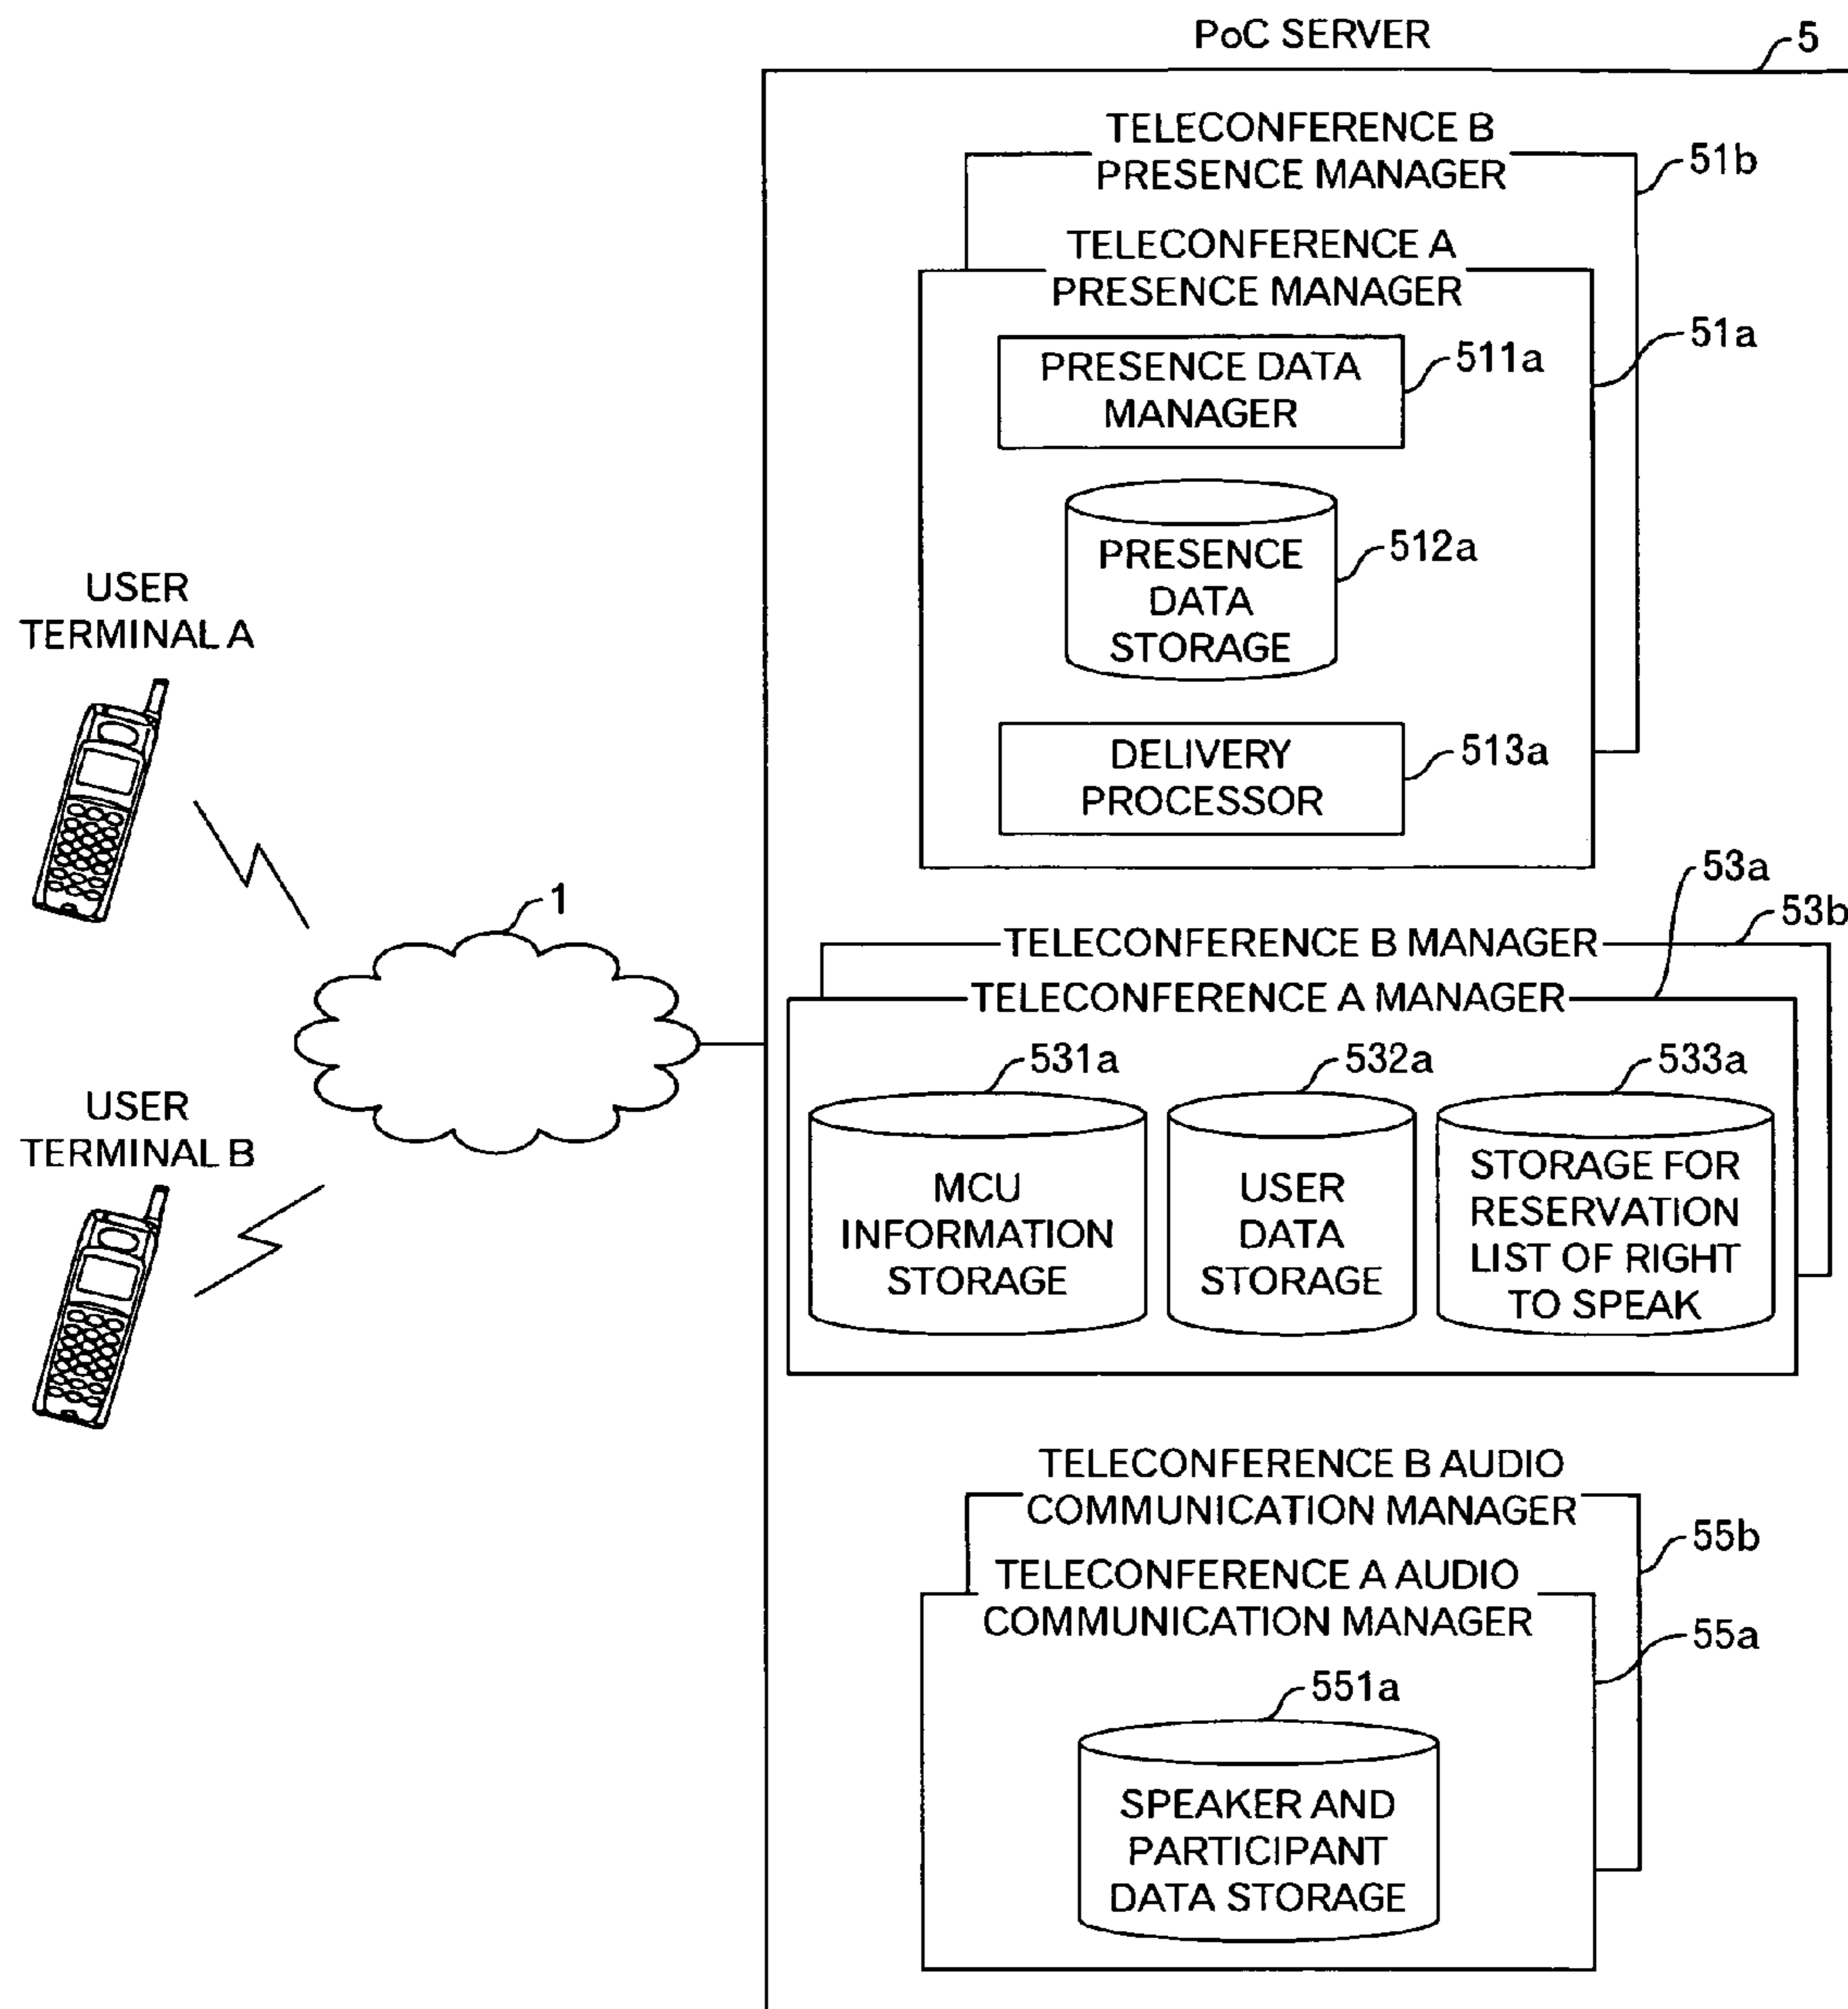 PoC SERVER
5
TELECONFERENCE B
PRESENCE MANAGER
51b
TELECONFERENCE A
PRESENCE MANAGER
51a
PRESENCE DATA
MANAGER
511a
PRESENCE
DATA
STORAGE
512a
DELIVERY
PROCESSOR
513a
USER
TERMINAL A
1
USER
TERMINAL B
53a
53b
TELECONFERENCE B MANAGER
TELECONFERENCE A MANAGER
531a
532a
533a
MCU
INFORMATION
STORAGE
USER
DATA
STORAGE
STORAGE FOR
RESERVATION
LIST OF RIGHT
TO SPEAK
TELECONFERENCE B AUDIO
COMMUNICATION MANAGER
55b
TELECONFERENCE A AUDIO
COMMUNICATION MANAGER
55a
551a
SPEAKER AND
PARTICIPANT
DATA STORAGE